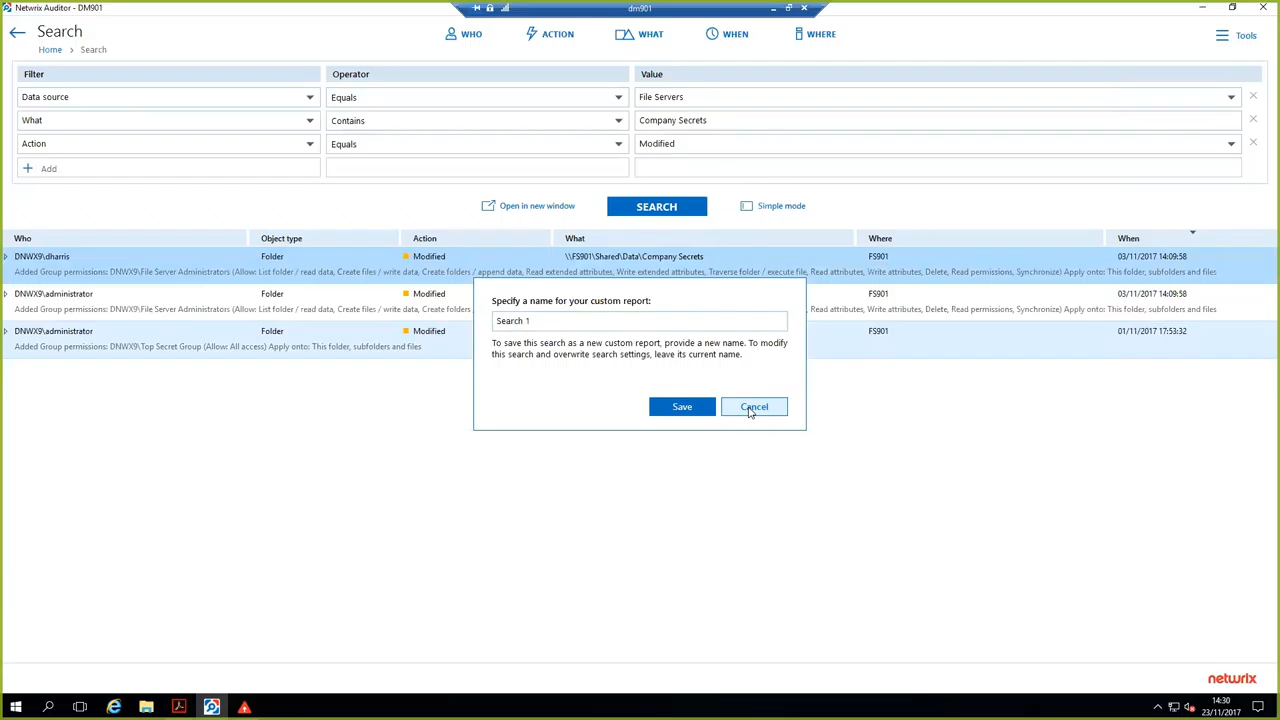 Netwrix Auditor - DM901
dm901
Search
Home > Search
WHO
ACTION
WHAT
WHEN
WHERE
Tools
Filter Operator Value
Data source Equals File Servers
What Contains Company Secrets
Action Equals Modified
Add
Open in new window
SEARCH
Simple mode
Who Object type Action What Where When
DNWX9\dharris Folder Modified \\FS901\Shared\Data\Company Secrets FS901 03/11/2017 14:09:58
Added Group permissions: DNWX9\File Server Administrators (Allow: List folder / read data, Create files / write data, Create folders / append data, Read extended attributes, Write extended attributes, Traverse folder / execute file, Read attributes, Write attributes, Delete, Read permissions, Synchronize) Apply onto: This folder, subfolders and files
DNWX9\administrator Folder Modified FS901 03/11/2017 14:09:58
Added Group permissions: DNWX9\File Server Administrators (Allow: List folder / read data, Create files / write data, Read attributes, Write attributes, Delete, Read permissions, Synchronize) Apply onto: This folder, subfolders and files
DNWX9\administrator Folder Modified FS901 01/11/2017 17:53:32
Added Group permissions: DNWX9\Top Secret Group (Allow: All access) Apply onto: This folder, subfolders and files
Specify a name for your custom report:
Search 1
To save this search as a new custom report, provide a new name. To modify
this search and overwrite search settings, leave its current name.
Save
Cancel
netwrix
14:30
23/11/2017